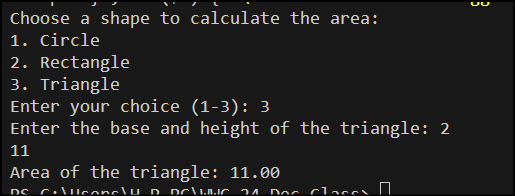 Choose a shape to calculate the area:
1. Circle
2. Rectangle
3. Triangle
Enter your choice (1-3): 3
Enter the base and height of the triangle: 2
11
Area of the triangle: 11.00
PS C:\Users\H P PC\WWC 24 Dec Class>